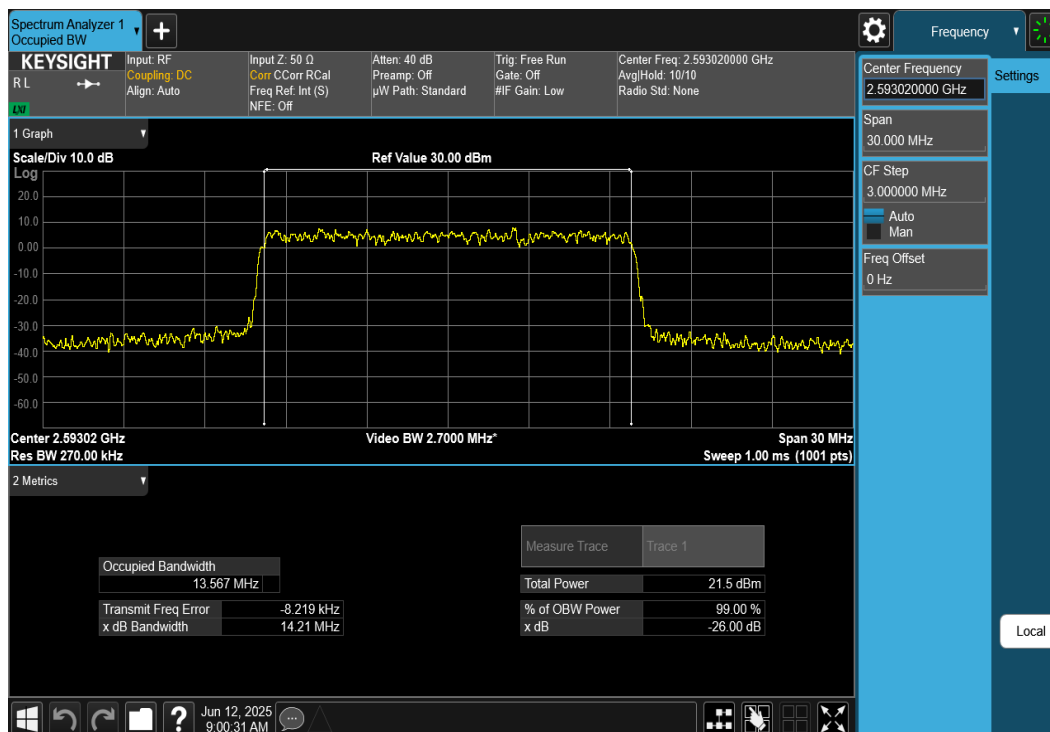 Spectrum Analyzer 1
Occupied BW
Frequency
KEYSIGHT
R L
LXI
Input: RF
Coupling: DC
Align: Auto
Input Z: 50 Ω
Corr CCorr RCal
Freq Ref: Int (S)
NFE: Off
Atten: 40 dB
Preamp: Off
µW Path: Standard
Trig: Free Run
Gate: Off
#IF Gain: Low
Center Freq: 2.593020000 GHz
Avg|Hold: 10/10
Radio Std: None
Center Frequency
2.593020000 GHz
Settings
Span
30.000 MHz
CF Step
3.000000 MHz
Auto
Man
Freq Offset
0 Hz
1 Graph
Scale/Div 10.0 dB
Ref Value 30.00 dBm
Log
20.0
10.0
0.00
-10.0
-20.0
-30.0
-40.0
-50.0
-60.0
Center 2.59302 GHz
Video BW 2.7000 MHz*
Span 30 MHz
Res BW 270.00 kHz
Sweep 1.00 ms (1001 pts)
2 Metrics
Measure Trace
Trace 1
Occupied Bandwidth
13.567 MHz
Total Power
21.5 dBm
Transmit Freq Error
-8.219 kHz
% of OBW Power
99.00 %
x dB Bandwidth
14.21 MHz
x dB
-26.00 dB
Local
?
Jun 12, 2025
9:00:31 AM